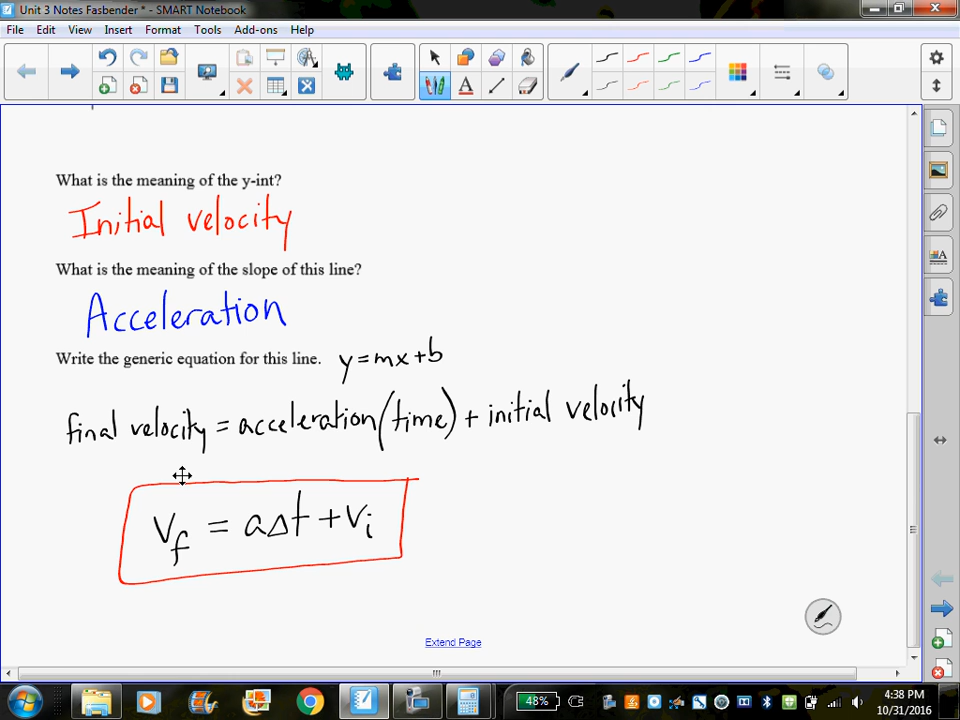 Unit 3 Notes Fasbender * - SMART Notebook
File Edit View Insert Format Tools Add-ons Help
What is the meaning of the y-int?
Initial velocity
What is the meaning of the slope of this line?
Acceleration
Write the generic equation for this line. y=mx+b
final velocity = acceleration(time) + initial velocity
vf = aΔt + vi
Extend Page
48%
4:38 PM
10/31/2016